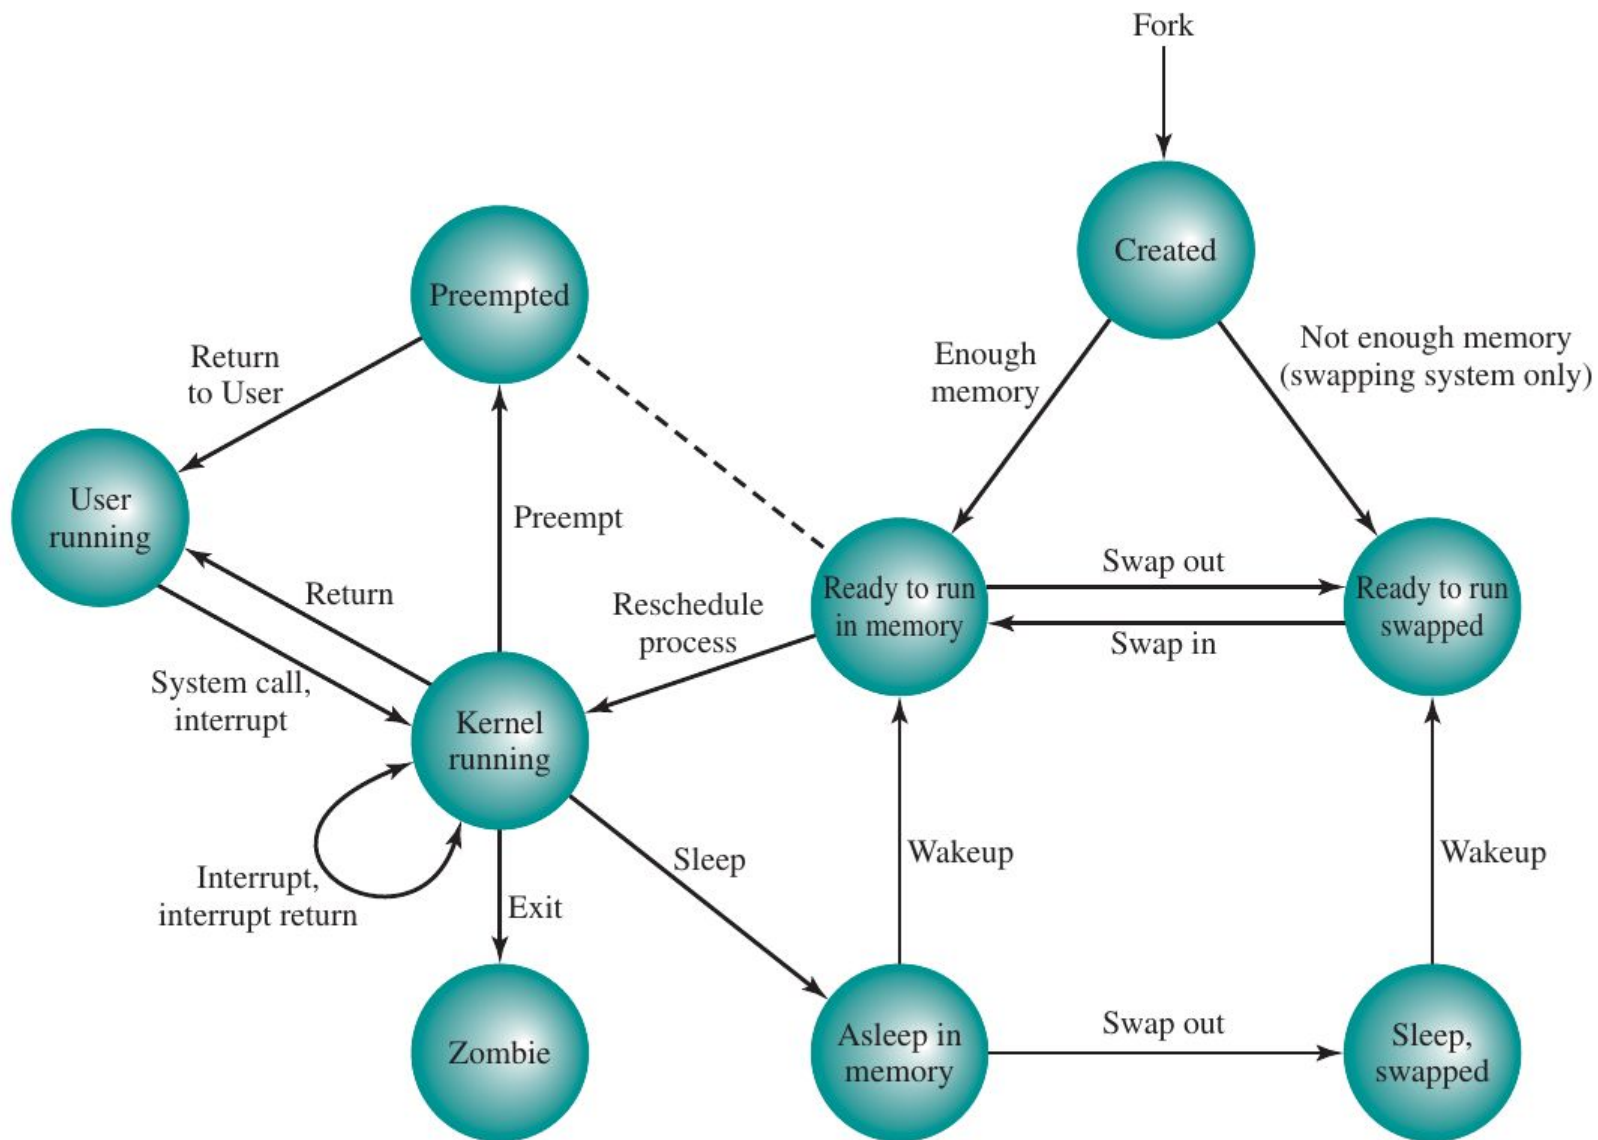 Fork
Created
Preempted
Return
to User
Enough
memory
Not enough memory
(swapping system only)
User
running
Preempt
Return
Reschedule
process
Ready to run
in memory
Swap out
Swap in
Ready to run
swapped
System call,
interrupt
Kernel
running
Interrupt,
interrupt return
Exit
Sleep
Wakeup
Wakeup
Zombie
Asleep in
memory
Swap out
Sleep,
swapped